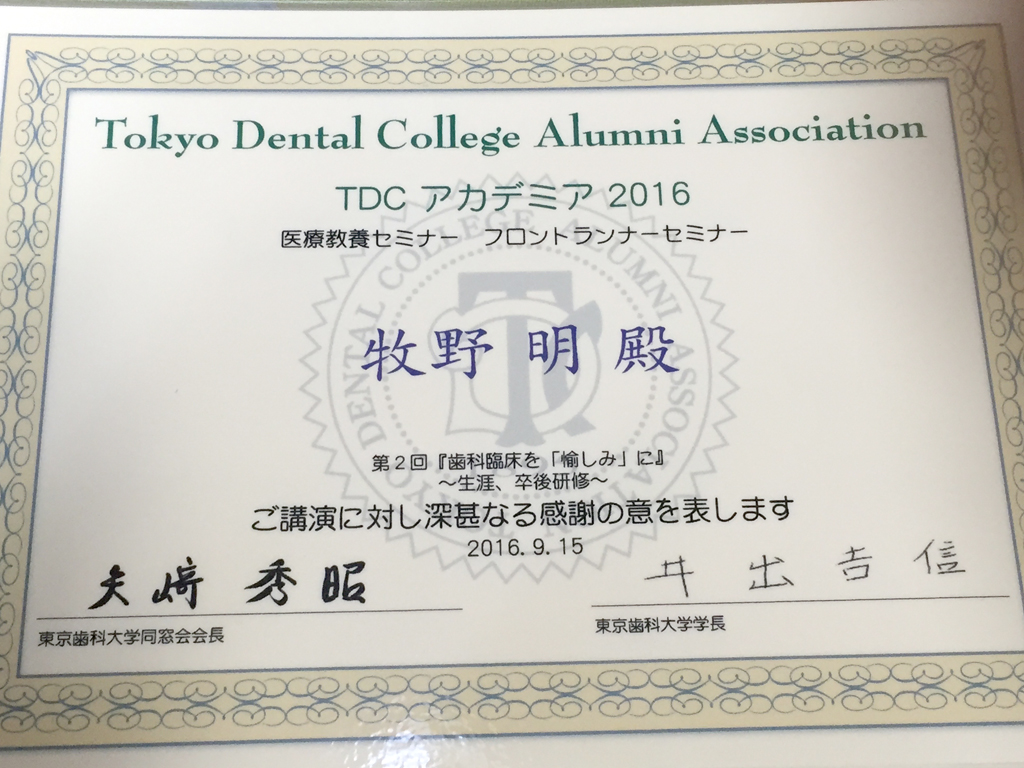 Tokyo Dental College Alumni Association
TDC アカデミア 2016
医療教養セミナー　フロントランナーセミナー
牧野 明 殿
第２回『歯科臨床を「愉しみ」に』
～生涯、卒後研修～
ご講演に対し深甚なる感謝の意を表します
2016.9.15
矢﨑 秀昭
井出吉信
東京歯科大学同窓会会長
東京歯科大学学長
TOKYO DENTAL COLLEGE ALUMNI ASSOCIATION